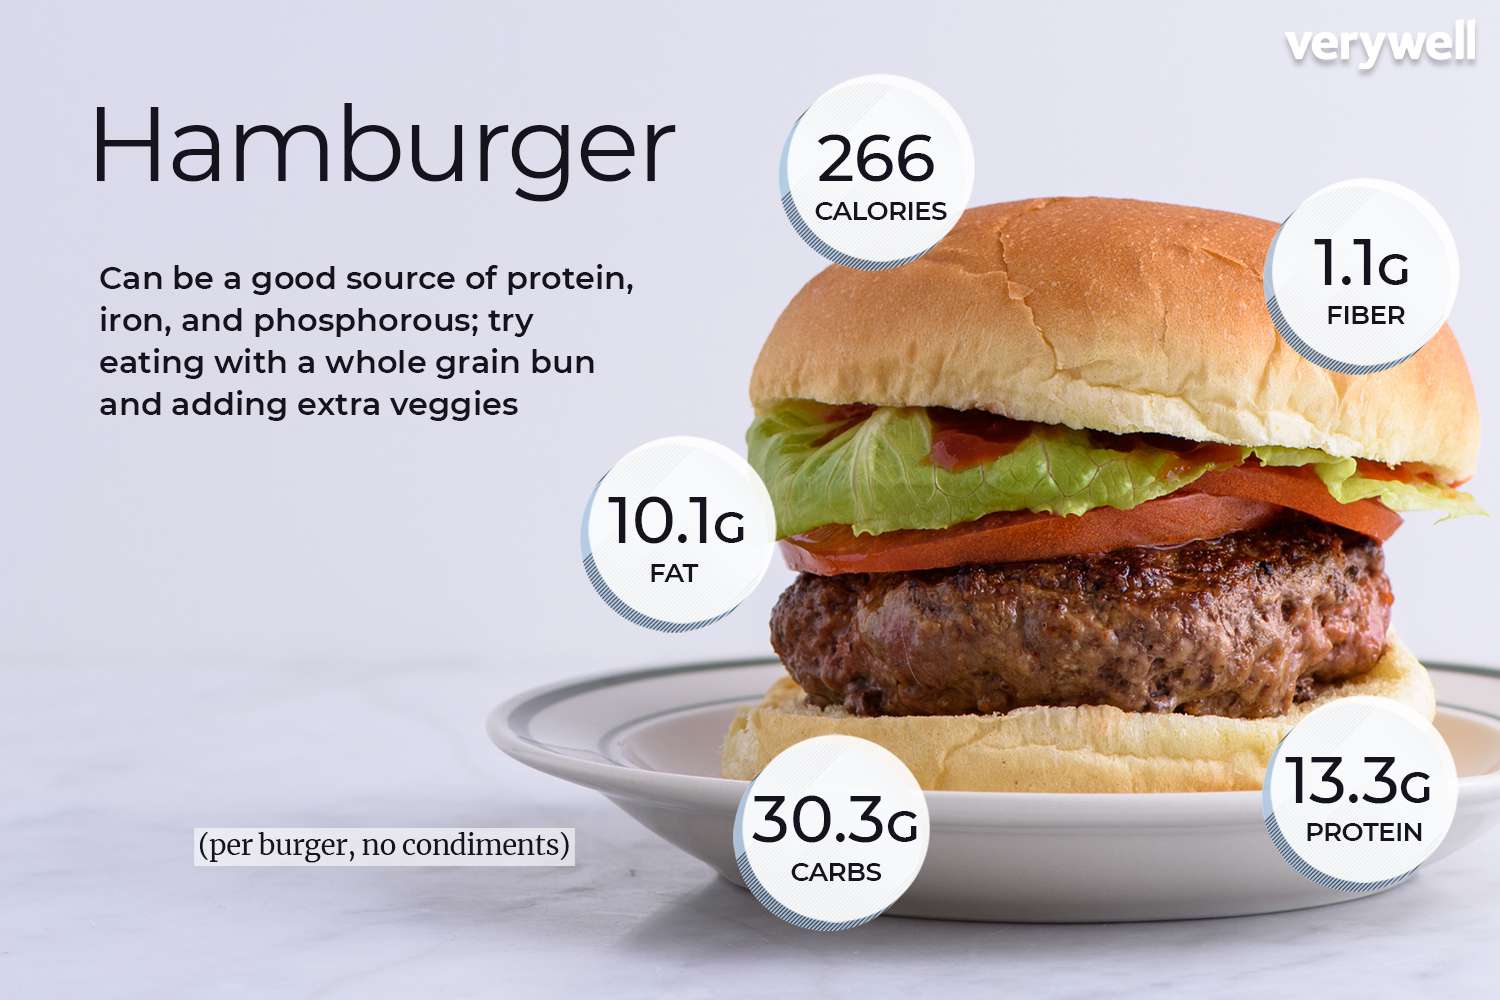 verywell
Hamburger
Can be a good source of protein,
iron, and phosphorous; try
eating with a whole grain bun
and adding extra veggies
266
CALORIES
1.1G
FIBER
10.1G
FAT
30.3G
CARBS
13.3G
PROTEIN
(per burger, no condiments)